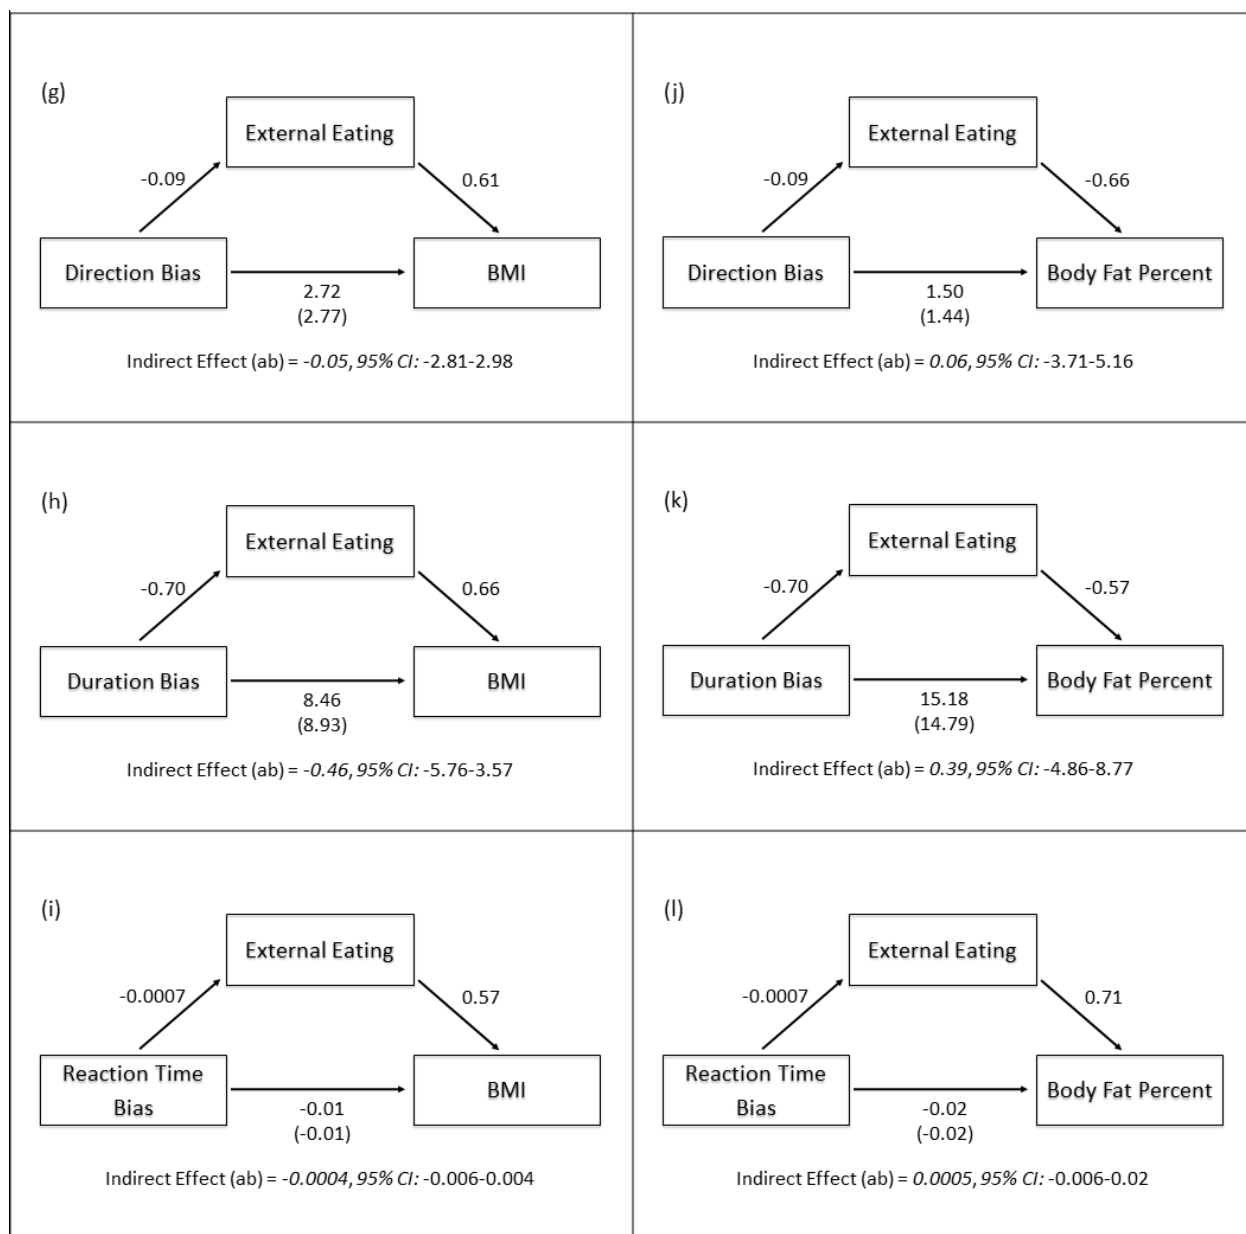 (g)
External Eating
-0.09
0.61
Direction Bias
BMI
2.72
(2.77)
Indirect Effect (ab) = -0.05, 95% CI: -2.81-2.98
(j)
External Eating
-0.09
-0.66
Direction Bias
Body Fat Percent
1.50
(1.44)
Indirect Effect (ab) = 0.06, 95% CI: -3.71-5.16
(h)
External Eating
-0.70
0.66
Duration Bias
BMI
8.46
(8.93)
Indirect Effect (ab) = -0.46, 95% CI: -5.76-3.57
(k)
External Eating
-0.70
-0.57
Duration Bias
Body Fat Percent
15.18
(14.79)
Indirect Effect (ab) = 0.39, 95% CI: -4.86-8.77
(i)
External Eating
-0.0007
0.57
Reaction Time
Bias
BMI
-0.01
(-0.01)
Indirect Effect (ab) = -0.0004, 95% CI: -0.006-0.004
(l)
External Eating
-0.0007
0.71
Reaction Time
Bias
Body Fat Percent
-0.02
(-0.02)
Indirect Effect (ab) = 0.0005, 95% CI: -0.006-0.02